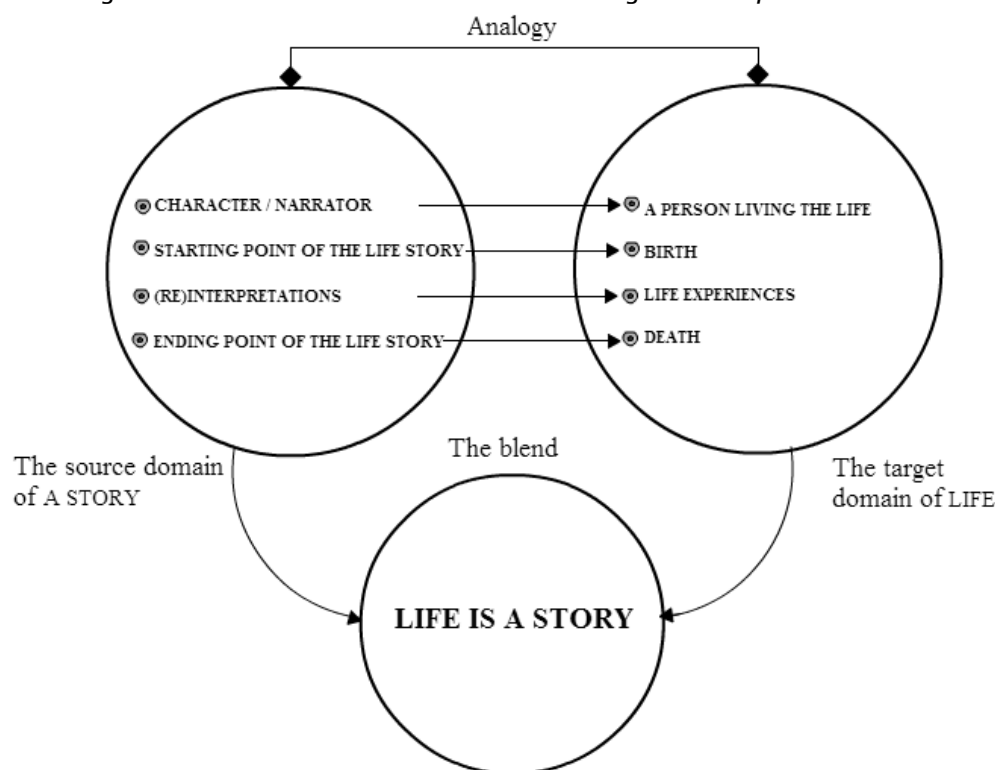 Analogy
CHARACTER / NARRATOR
A PERSON LIVING THE LIFE
STARTING POINT OF THE LIFE STORY
BIRTH
(RE)INTERPRETATIONS
LIFE EXPERIENCES
ENDING POINT OF THE LIFE STORY
DEATH
The source domain
of A STORY
The blend
The target
domain of LIFE
LIFE IS A STORY